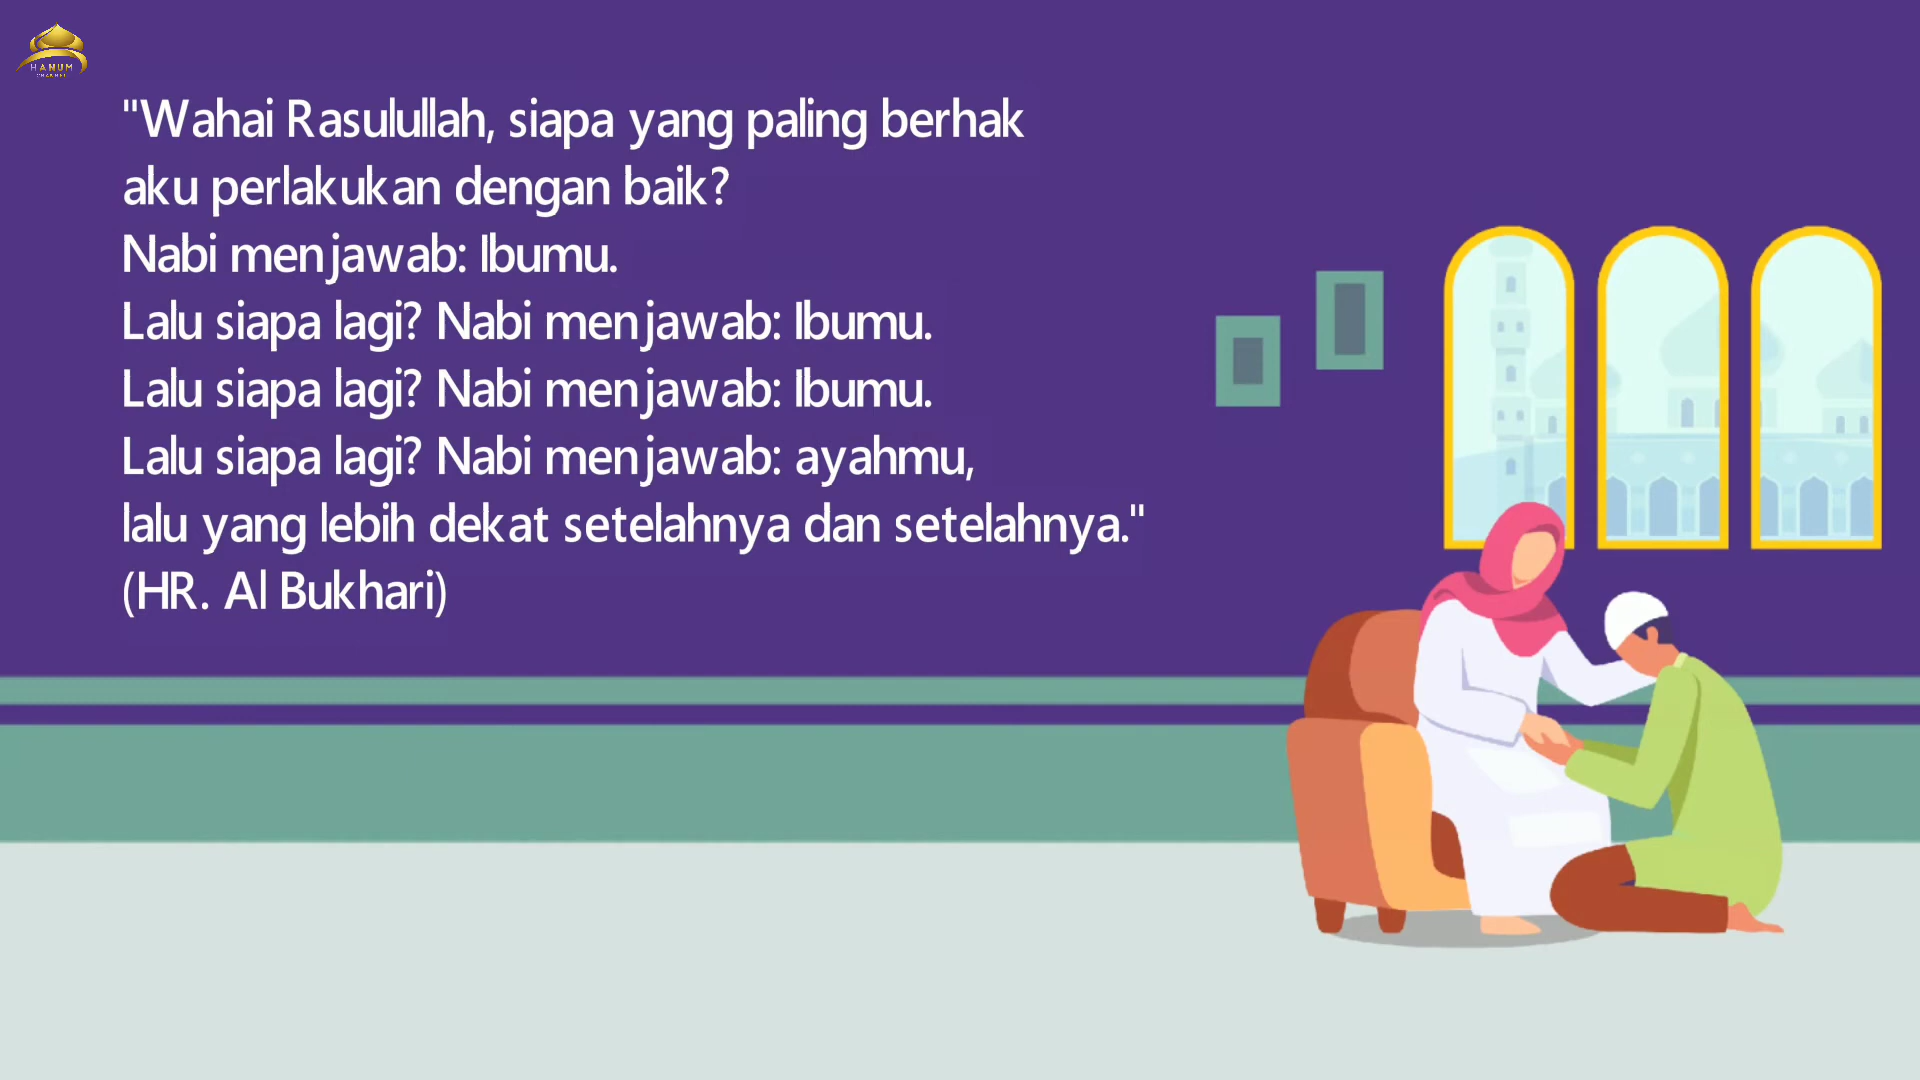 HANUM
CHANNEL
"Wahai Rasulullah, siapa yang paling berhak
aku perlakukan dengan baik?
Nabi menjawab: Ibumu.
Lalu siapa lagi? Nabi menjawab: Ibumu.
Lalu siapa lagi? Nabi menjawab: Ibumu.
Lalu siapa lagi? Nabi menjawab: ayahmu,
lalu yang lebih dekat setelahnya dan setelahnya."
(HR. Al Bukhari)